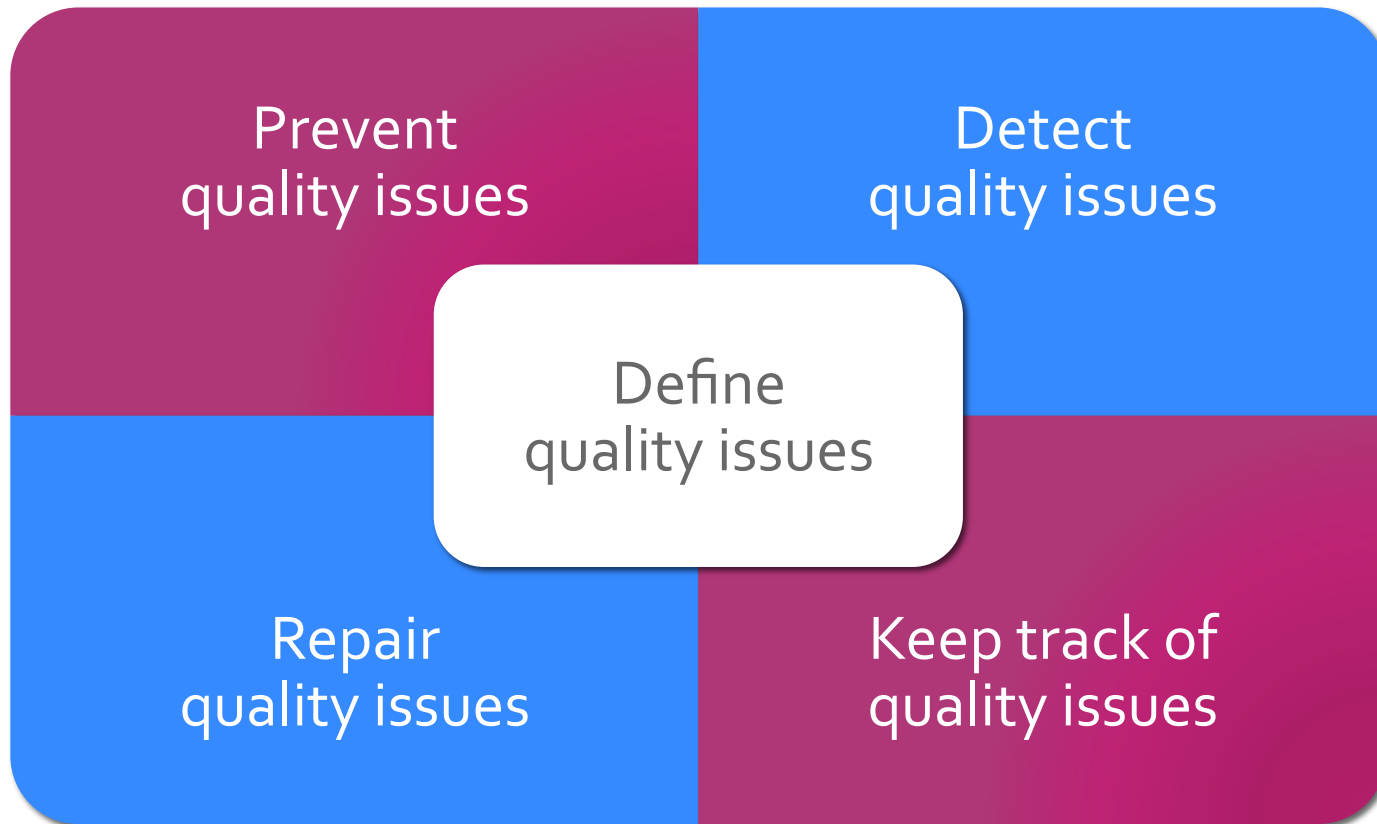 Prevent
quality issues
Detect
quality issues
Define
quality issues
Repair
quality issues
Keep track of
quality issues